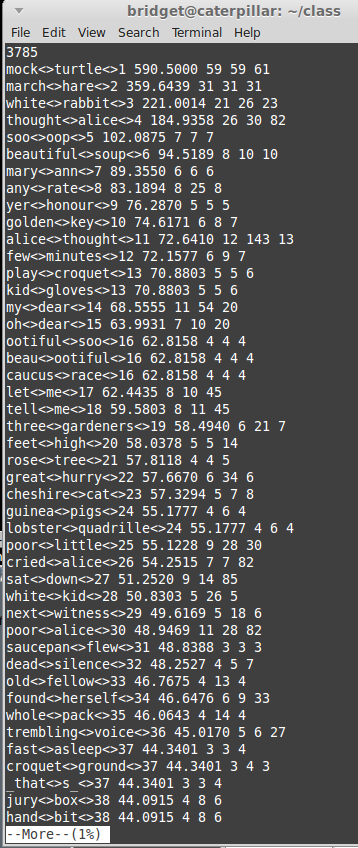 bridget@caterpillar: ~/class
File Edit View Search Terminal Help
3785
mock<>turtle<>1 590.5000 59 59 61
march<>hare<>2 359.6439 31 31 31
white<>rabbit<>3 221.0014 21 26 23
thought<>alice<>4 184.9358 26 30 82
soo<>oop<>5 102.0875 7 7 7
beautiful<>soup<>6 94.5189 8 10 10
mary<>ann<>7 89.3550 6 6 6
any<>rate<>8 83.1894 8 25 8
yer<>honour<>9 76.2870 5 5 5
golden<>key<>10 74.6171 6 8 7
alice<>thought<>11 72.6410 12 143 13
few<>minutes<>12 72.1577 6 9 7
play<>croquet<>13 70.8803 5 5 6
kid<>gloves<>13 70.8803 5 5 6
my<>dear<>14 68.5555 11 54 20
oh<>dear<>15 63.9931 7 10 20
ootiful<>soo<>16 62.8158 4 4 4
beau<>ootiful<>16 62.8158 4 4 4
caucus<>race<>16 62.8158 4 4 4
let<>me<>17 62.4435 8 10 45
tell<>me<>18 59.5803 8 11 45
three<>gardeners<>19 58.4940 6 21 7
feet<>high<>20 58.0378 5 5 14
rose<>tree<>21 57.8118 4 4 5
great<>hurry<>22 57.6670 6 34 6
cheshire<>cat<>23 57.3294 5 7 8
guinea<>pigs<>24 55.1777 4 6 4
lobster<>quadrille<>24 55.1777 4 6 4
poor<>little<>25 55.1228 9 28 30
cried<>alice<>26 54.2515 7 7 82
sat<>down<>27 51.2520 9 14 85
white<>kid<>28 50.8303 5 26 5
next<>witness<>29 49.6169 5 18 6
poor<>alice<>30 48.9469 11 28 82
saucepan<>flew<>31 48.8388 3 3 3
dead<>silence<>32 48.2527 4 5 7
old<>fellow<>33 46.7675 4 13 4
found<>herself<>34 46.6476 6 9 33
whole<>pack<>35 46.0643 4 14 4
trembling<>voice<>36 45.0170 5 6 27
fast<>asleep<>37 44.3401 3 3 4
croquet<>ground<>37 44.3401 3 4 3
_that<>s_<>37 44.3401 3 3 4
jury<>box<>38 44.0915 4 8 6
hand<>bit<>38 44.0915 4 8 6
--More--(1%)